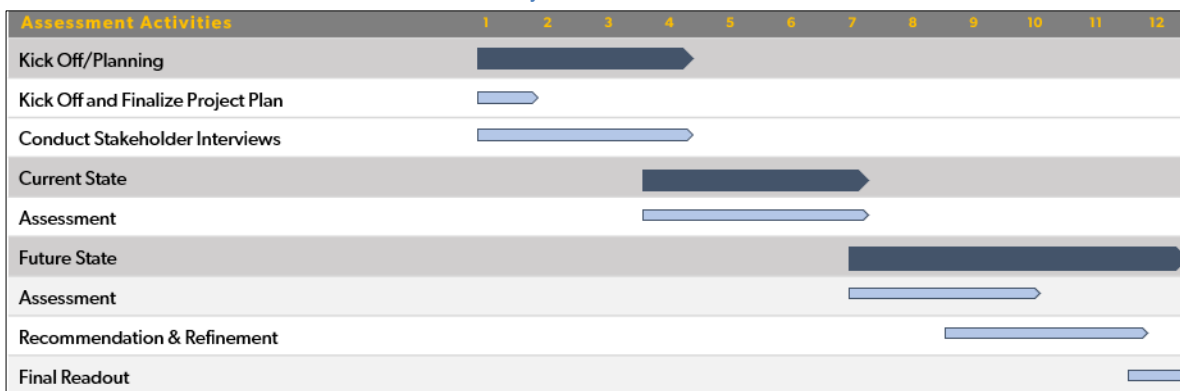 Assessment Activities 1 2 3 4 5 6 7 8 9 10 11 12
Kick Off/Planning
Kick Off and Finalize Project Plan
Conduct Stakeholder Interviews
Current State
Assessment
Future State
Assessment
Recommendation & Refinement
Final Readout